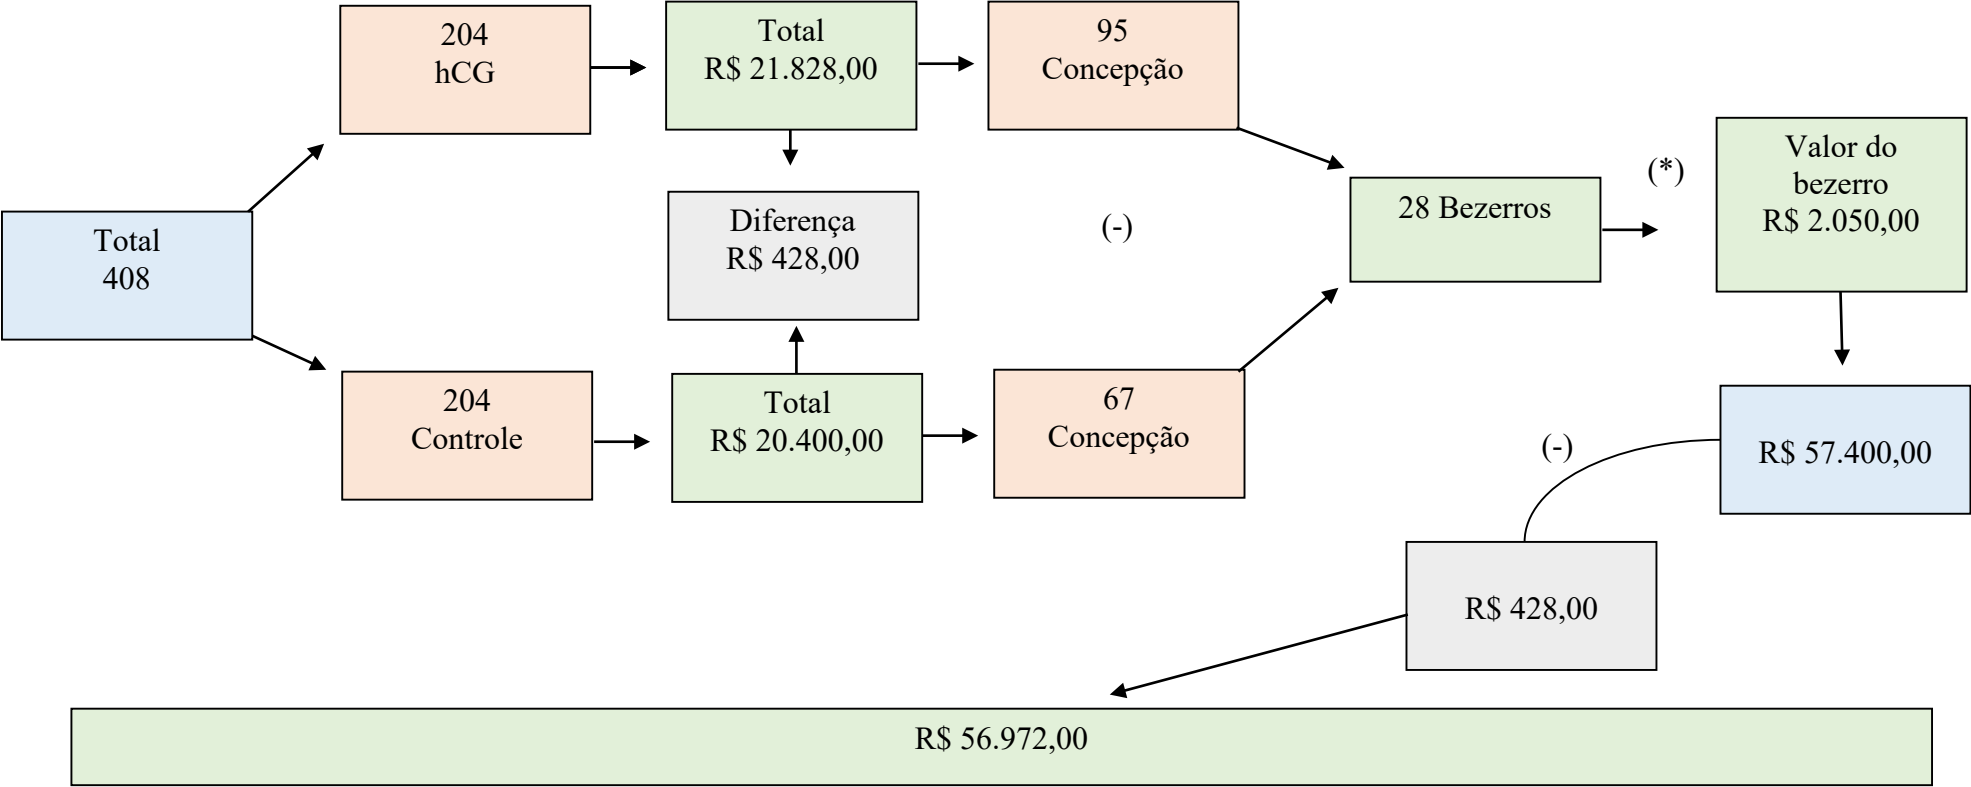 204
hCG
Total
R$ 21.828,00
95
Concepção
Total
408
Diferença
R$ 428,00
(-)
28 Bezerros
(*)
Valor do
bezerro
R$ 2.050,00
204
Controle
Total
R$ 20.400,00
67
Concepção
(-)
R$ 57.400,00
R$ 428,00
R$ 56.972,00